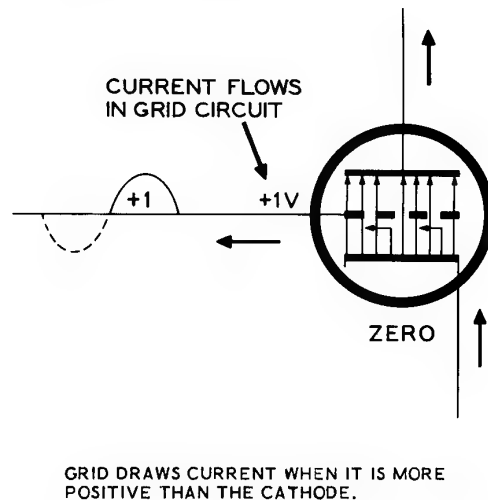 CURRENT FLOWS
IN GRID CIRCUIT
+1
+1V
ZERO
GRID DRAWS CURRENT WHEN IT IS MORE
POSITIVE THAN THE CATHODE.